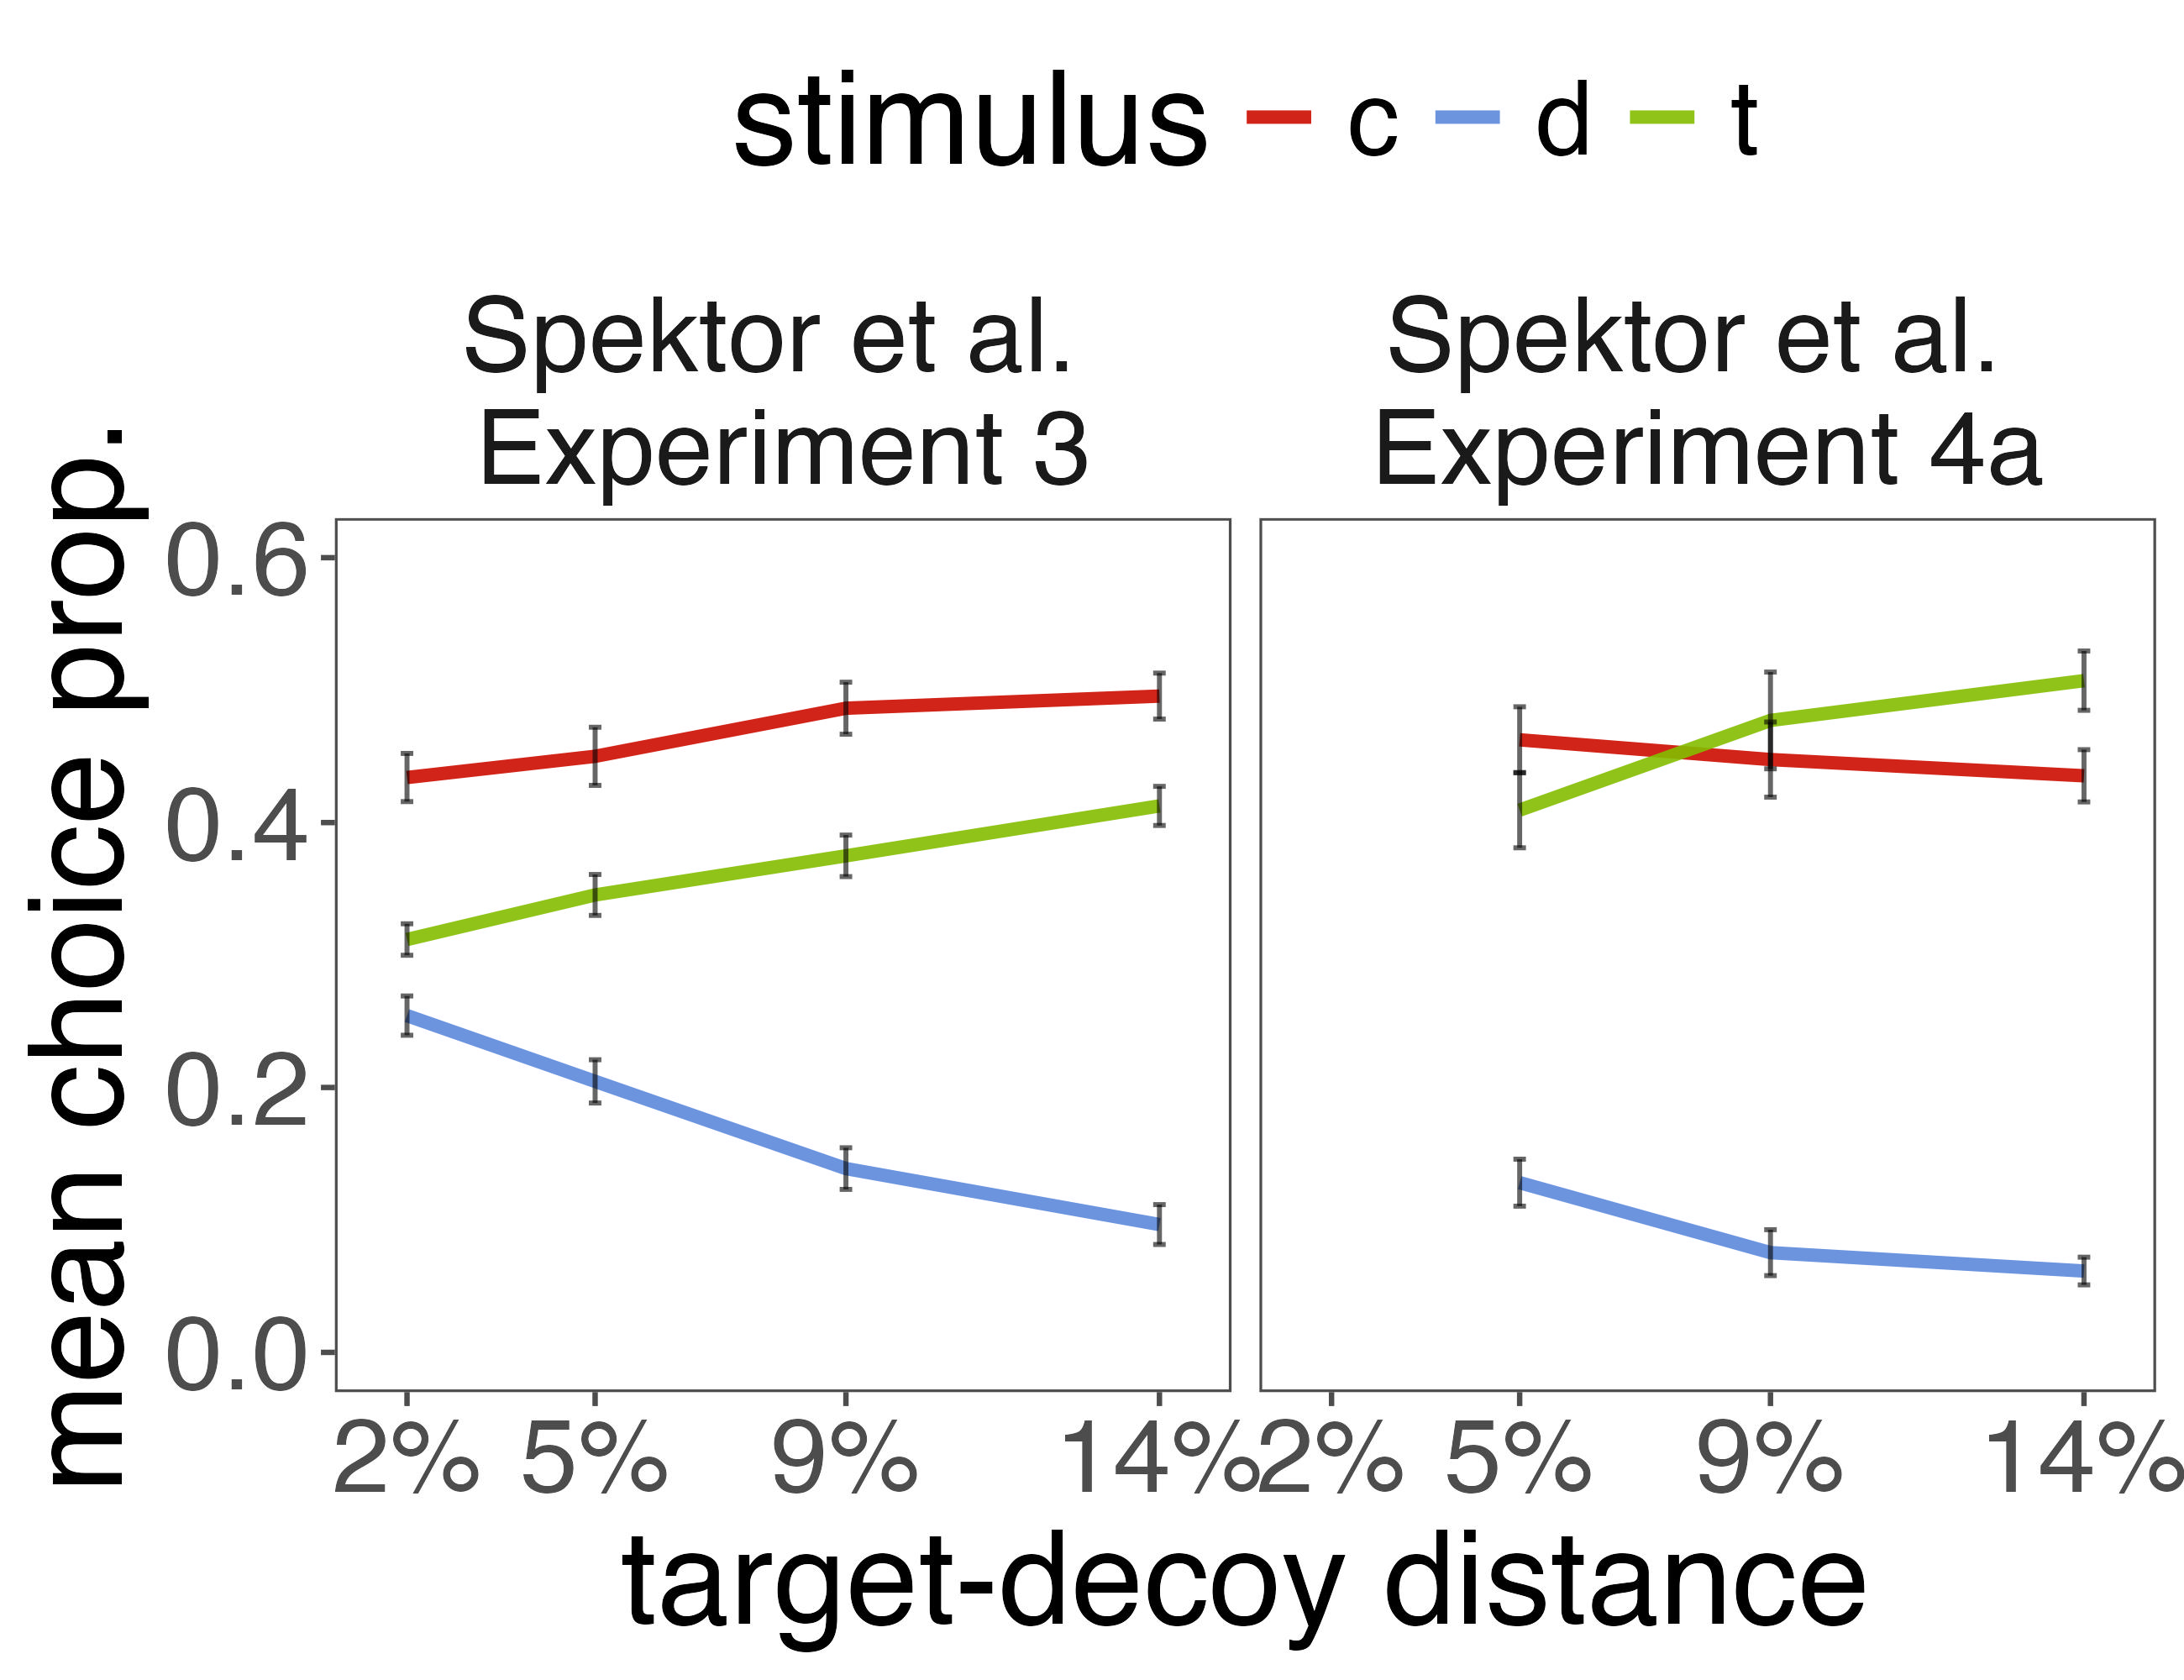 stimulus c d t
Spektor et al.
Experiment 3
Spektor et al.
Experiment 4a
mean choice prop.
0.6
0.4
0.2
0.0
2% 5% 9% 14%
2% 5% 9% 14%
target-decoy distance